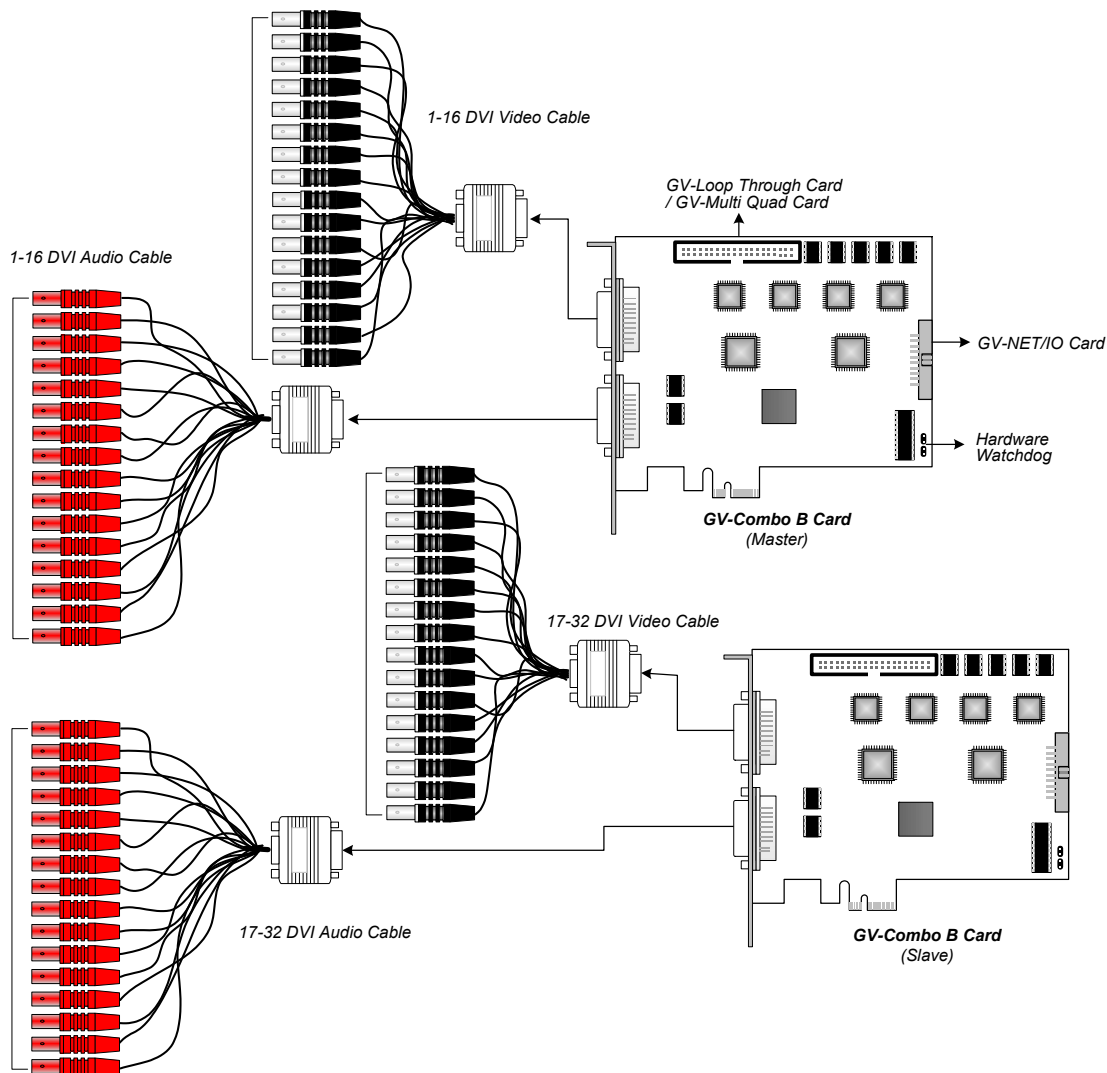 1-16 DVI Video Cable
GV-Loop Through Card
/ GV-Multi Quad Card
1-16 DVI Audio Cable
GV-NET/IO Card
Hardware
Watchdog
GV-Combo B Card
(Master)
17-32 DVI Video Cable
17-32 DVI Audio Cable
GV-Combo B Card
(Slave)